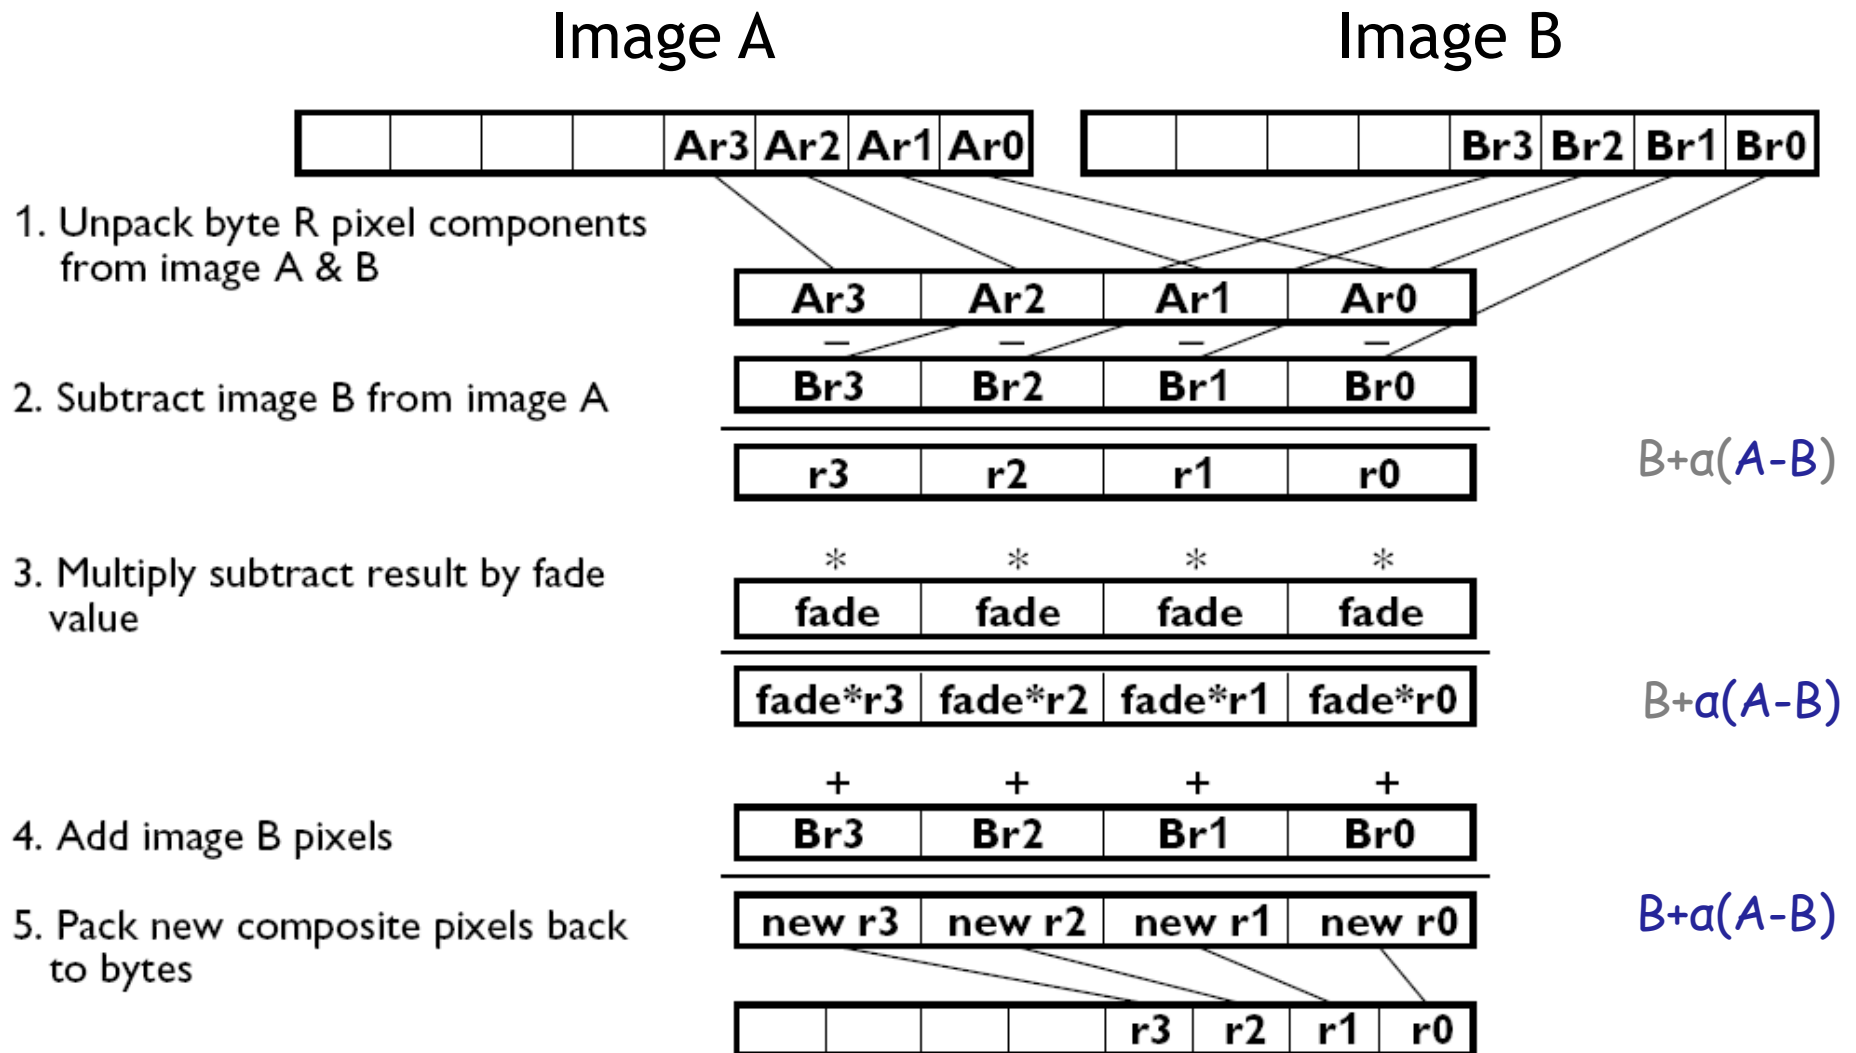 Image A Image B
Ar3 Ar2 Ar1 Ar0 Br3 Br2 Br1 Br0
1. Unpack byte R pixel components
from image A & B
Ar3 Ar2 Ar1 Ar0
– – – –
2. Subtract image B from image A
Br3 Br2 Br1 Br0
r3 r2 r1 r0
B+α(A-B)
3. Multiply subtract result by fade
value
* * * *
fade fade fade fade
fade*r3 fade*r2 fade*r1 fade*r0
B+α(A-B)
+ + + +
4. Add image B pixels
Br3 Br2 Br1 Br0
5. Pack new composite pixels back
to bytes
new r3 new r2 new r1 new r0
B+α(A-B)
r3 r2 r1 r0